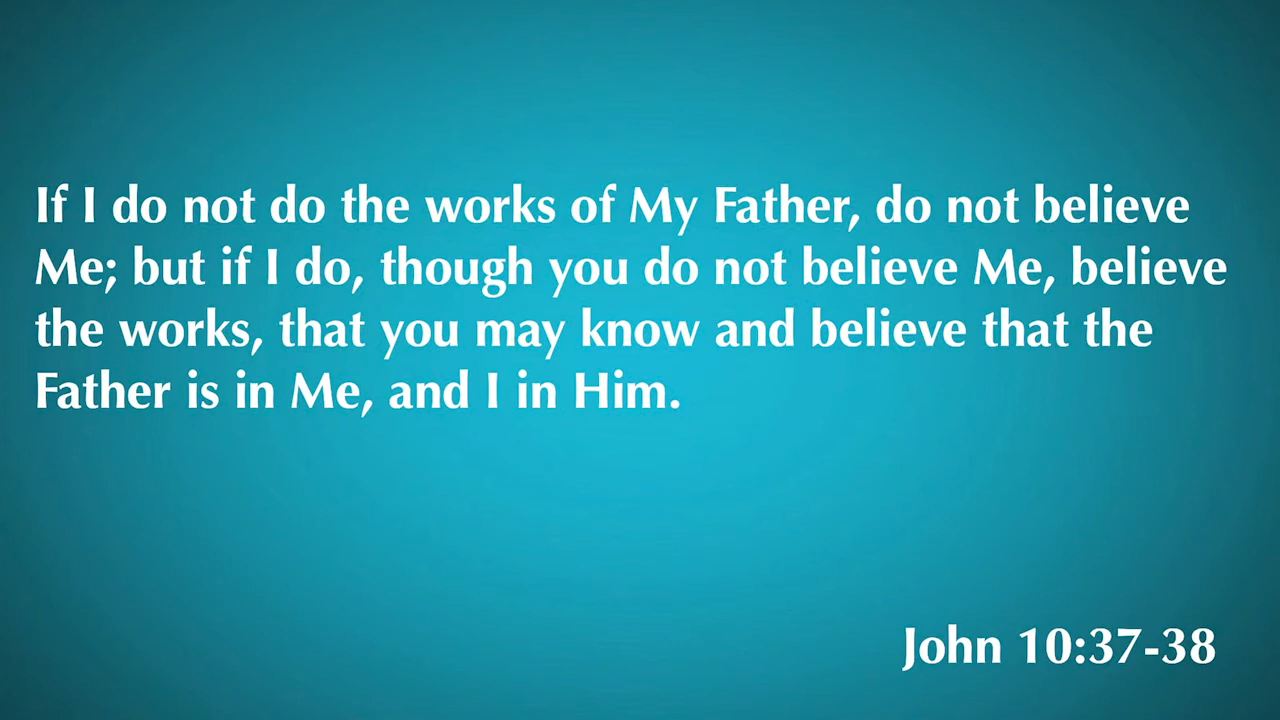 If I do not do the works of My Father, do not believe
Me; but if I do, though you do not believe Me, believe
the works, that you may know and believe that the
Father is in Me, and I in Him.
John 10:37-38